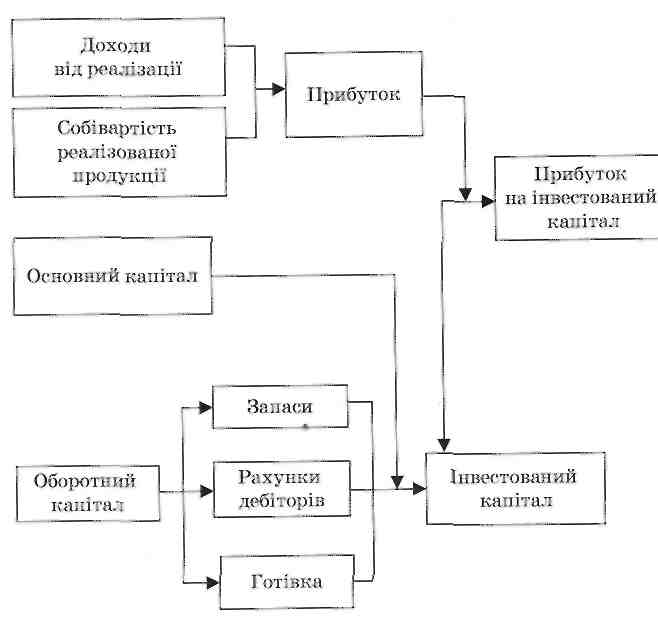 Доходи
від реалізації
Собівартість
реалізованої
продукції
Прибуток
Прибуток
на інвестований
капітал
Основний капітал
Запаси
Оборотний
капітал
Рахунки
дебіторів
Інвестований
капітал
Готівка